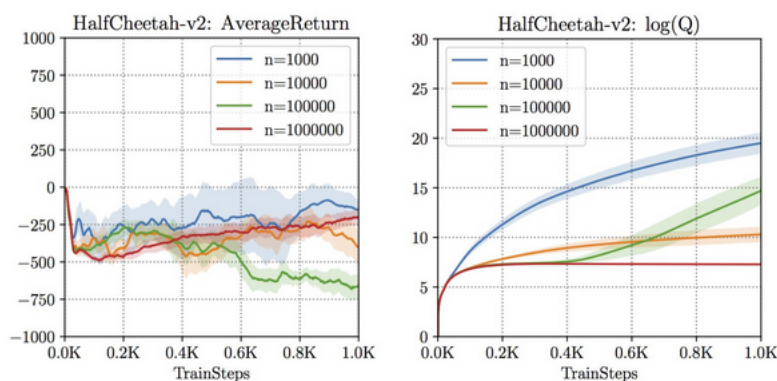 HalfCheetah-v2: AverageReturn
1000
750
500
250
0
−250
−500
−750
−1000
n=1000
n=10000
n=100000
n=1000000
0.0K 0.2K 0.4K 0.6K 0.8K 1.0K
TrainSteps
HalfCheetah-v2: log(Q)
30
25
20
15
10
5
0
n=1000
n=10000
n=100000
n=1000000
0.0K 0.2K 0.4K 0.6K 0.8K 1.0K
TrainSteps